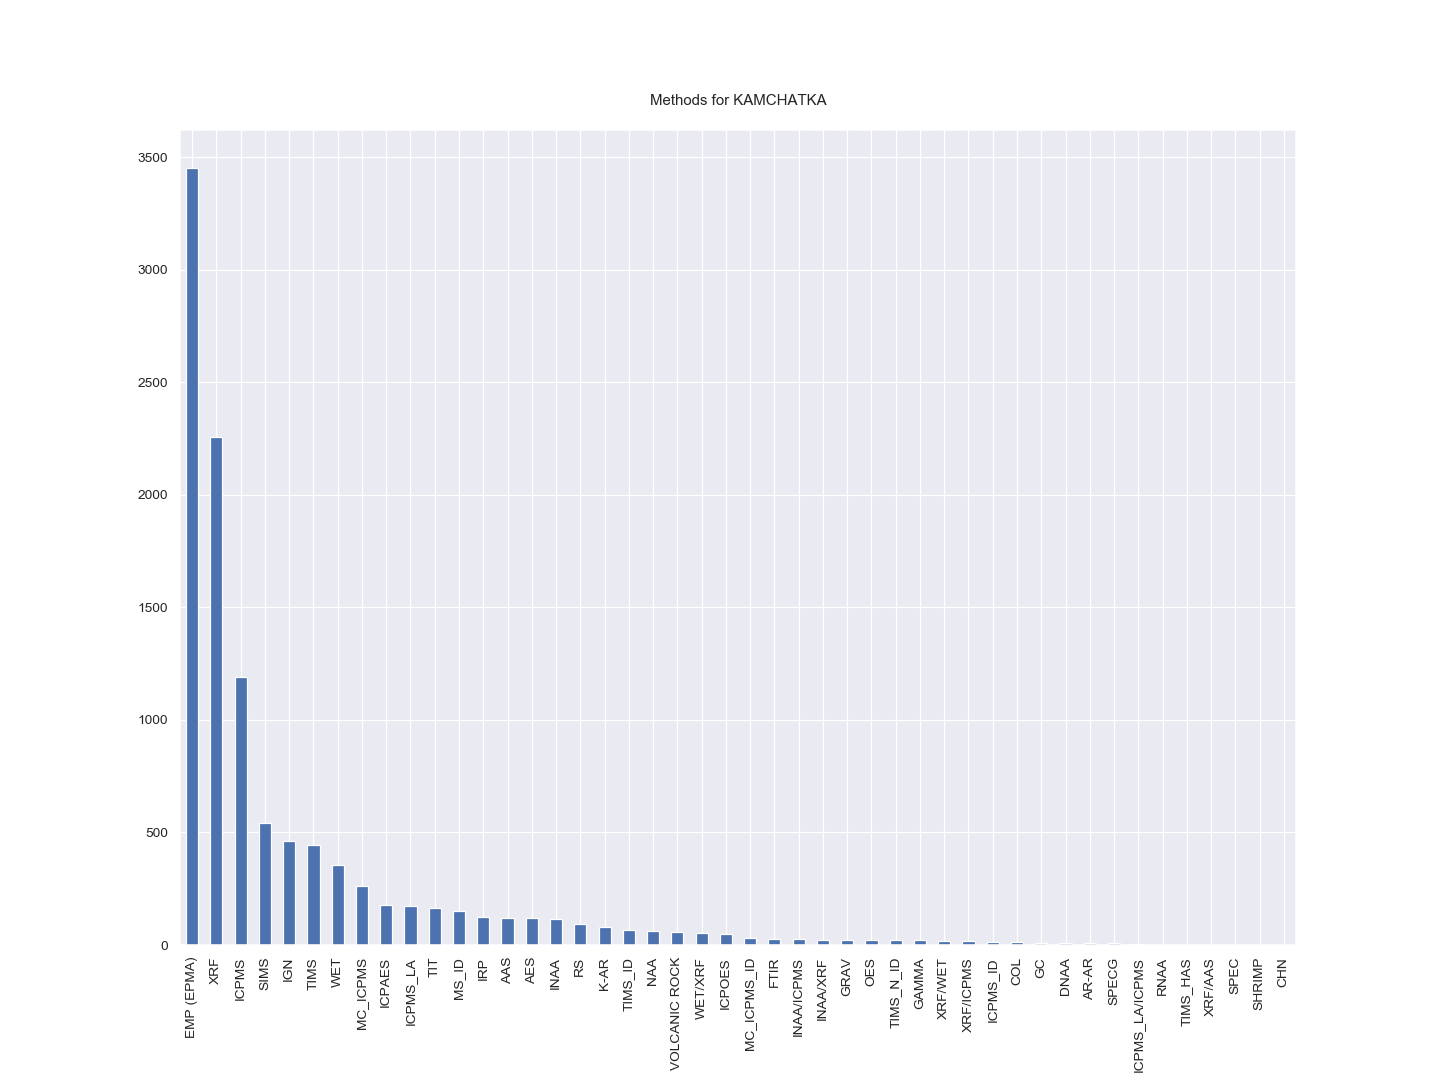 Methods for KAMCHATKA
3500
3000
2500
2000
1500
1000
500
0
EMP (EPMA)
XRF
ICPMS
SIMS
IGN
TIMS
WET
MC_ICPMS
ICPAES
ICPMS_LA
TIT
MS_ID
IRP
AAS
AES
INAA
RS
K-AR
TIMS_ID
NAA
VOLCANIC ROCK
WET/XRF
ICPOES
MC_ICPMS_ID
FTIR
INAA/ICPMS
INAA/XRF
GRAV
OES
TIMS_N_ID
GAMMA
XRF/WET
XRF/ICPMS
ICPMS_ID
COL
GC
DNAA
AR-AR
SPECG
ICPMS_LA/ICPMS
RNAA
TIMS_HAS
XRF/AAS
SPEC
SHRIMP
CHN